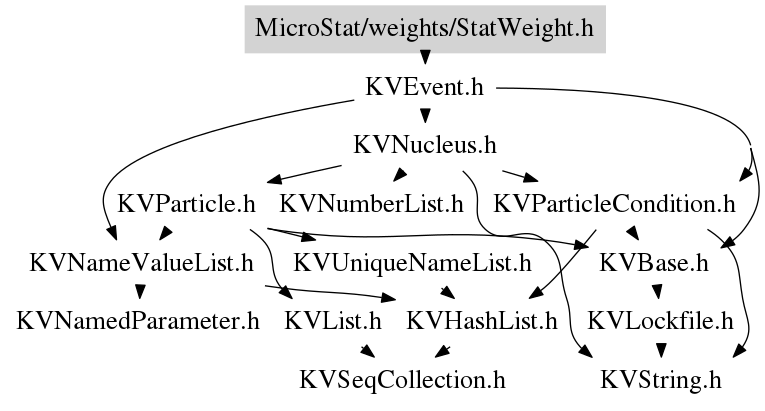 MicroStat/weights/StatWeight.h
KVEvent.h
KVNucleus.h
KVParticle.h
KVNumberList.h
KVParticleCondition.h
KVNameValueList.h
KVUniqueNameList.h
KVBase.h
KVNamedParameter.h
KVList.h
KVHashList.h
KVLockfile.h
KVSeqCollection.h
KVString.h